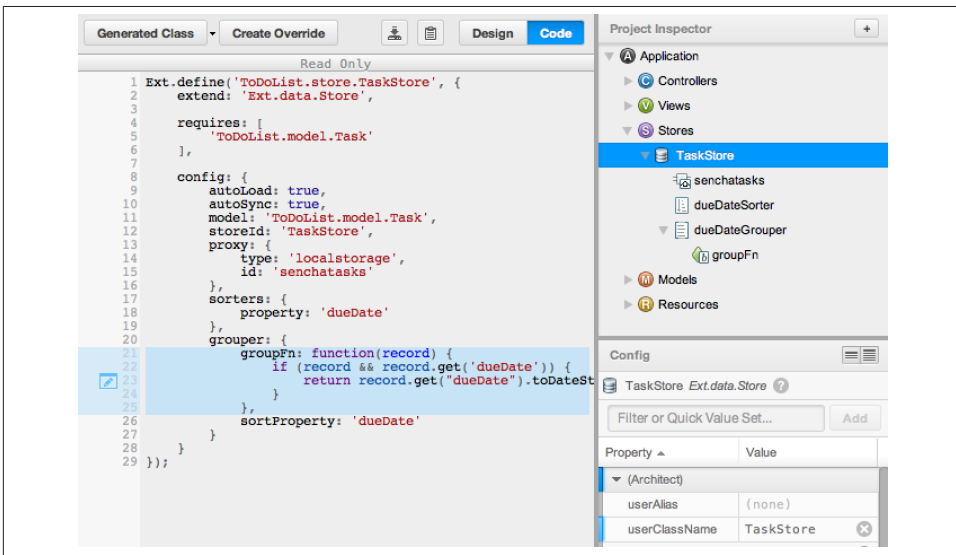 Generated Class Create Override Design Code
Read Only
1 Ext.define('ToDoList.store.TaskStore', {
2 extend: 'Ext.data.Store',
3
4 requires: [
5 'ToDoList.model.Task'
6 ],
7
8 config: {
9 autoLoad: true,
10 autoSync: true,
11 model: 'ToDoList.model.Task',
12 storeId: 'TaskStore',
13 proxy: {
14 type: 'localstorage',
15 id: 'senchatasks'
16 },
17 sorters: {
18 property: 'dueDate'
19 },
20 grouper: {
21 groupFn: function(record) {
22 if (record && record.get('dueDate')) {
23 return record.get("dueDate").toDateSt
24 }
25 },
26 sortProperty: 'dueDate'
27 }
28 }
29 });
Project Inspector +
A Application
C Controllers
V Views
S Stores
TaskStore
senchatasks
dueDateSorter
dueDateGrouper
b groupFn
M Models
R Resources
Config
TaskStore Ext.data.Store ?
Filter or Quick Value Set... Add
Property Value
(Architect)
userAlias (none)
userClassName TaskStore